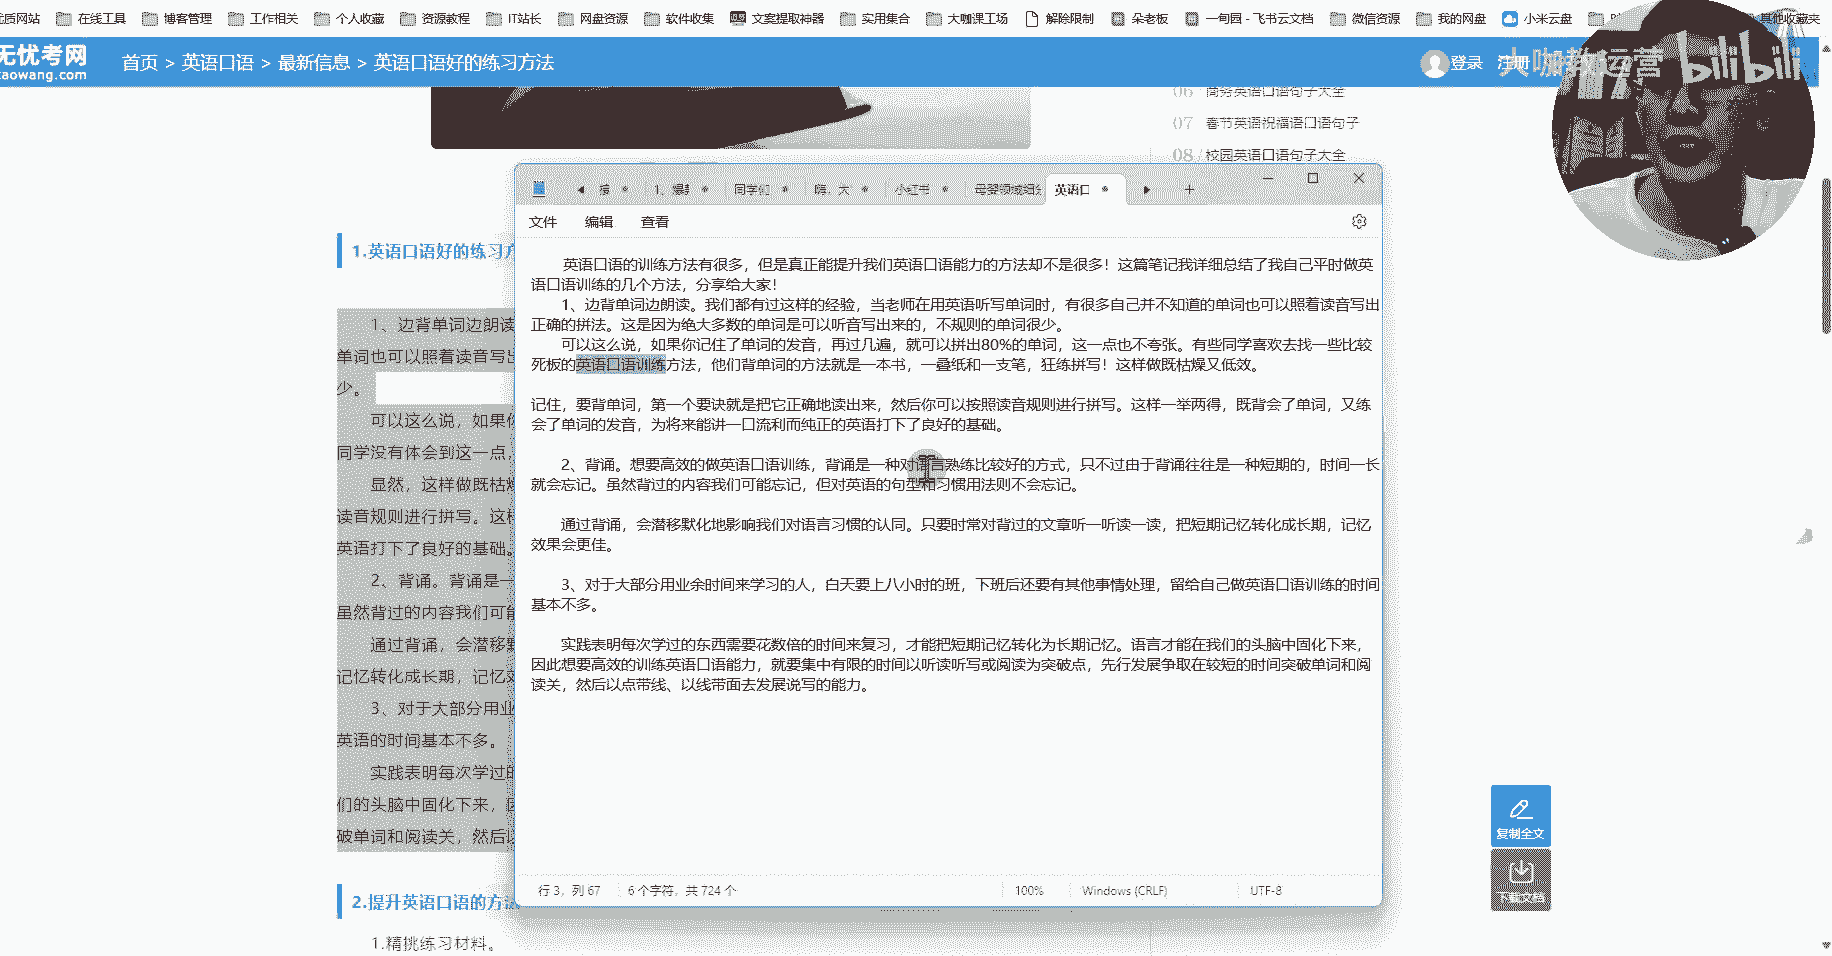 优质网站 在线工具 博客管理 工作相关 个人收藏 资源教程 IT站长 网盘资源 软件收集 文案提取神器 实用集合 大咖课工场 解除限制 朵老板 一句园 - 飞书云文档 微信资源 我的网盘 小米云盘 其他收藏夹
无忧考网
首页 > 英语口语 > 最新信息 > 英语口语好的练习方法
登录 注册
大咖教运营 bilibili
06 商务英语口语句子大全
07 春节英语祝福语口语句子
08 校园英语口语句子大全
同学们 嗨，大 小红书 母婴领域细分 英语口
文件 编辑 查看
英语口语的训练方法有很多，但是真正能提升我们英语口语能力的方法却不是很多！这篇笔记我详细总结了我自己平时做英
语口语训练的几个方法，分享给大家！
1、边背单词边朗读。我们都有过这样的经验，当老师在用英语听写单词时，有很多自己并不知道的单词也可以照着读音写出
正确的拼法。这是因为绝大多数的单词是可以听音写出来的，不规则的单词很少。
可以这么说，如果你记住了单词的发音，再过几遍，就可以拼出80%的单词，这一点也不夸张。有些同学喜欢去找一些比较
死板的英语口语训练方法，他们背单词的方法就是一本书，一叠纸和一支笔，狂练拼写！这样做既枯燥又低效。
记住，要背单词，第一个要诀就是把它正确地读出来，然后你可以按照读音规则进行拼写。这样一举两得，既背会了单词，又练
会了单词的发音，为将来能讲一口流利而纯正的英语打下了良好的基础。
2、背诵。想要高效的做英语口语训练，背诵是一种对语言熟练比较好的方式，只不过由于背诵往往是一种短期的，时间一长
就会忘记。虽然背过的内容我们可能忘记，但对英语的句型和习惯用法则不会忘记。
通过背诵，会潜移默化地影响我们对语言习惯的认同。只要时常对背过的文章听一听读一读，把短期记忆转化成长期，记忆
效果会更佳。
3、对于大部分用业余时间来学习的人，白天要上八小时的班，下班后还要有其他事情处理，留给自己做英语口语训练的时间
基本不多。
实践表明每次学过的东西需要花数倍的时间来复习，才能把短期记忆转化为长期记忆。语言才能在我们的头脑中固化下来，
因此想要高效的训练英语口语能力，就要集中有限的时间以听读听写或阅读为突破点，先行发展争取在较短的时间突破单词和阅
读关，然后以点带线、以线带面去发展说写的能力。
行 3，列 67 6 个字符，共 724 个 100% Windows (CRLF) UTF-8
1.英语口语好的练习方
1、边背单词边朗读
单词也可以照着读音写出
少。
可以这么说，如果你
同学没有体会到这一点，
显然，这样做既枯燥
读音规则进行拼写。这样
英语打下了良好的基础。
2、背诵。背诵是一
虽然背过的内容我们可能
通过背诵，会潜移默
记忆转化成长期，记忆效
3、对于大部分用业
英语的时间基本不多。
实践表明每次学过的
们的头脑中固化下来，因
破单词和阅读关，然后以
2.提升英语口语的方法
1.精挑练习材料。
复制全文
下载文档